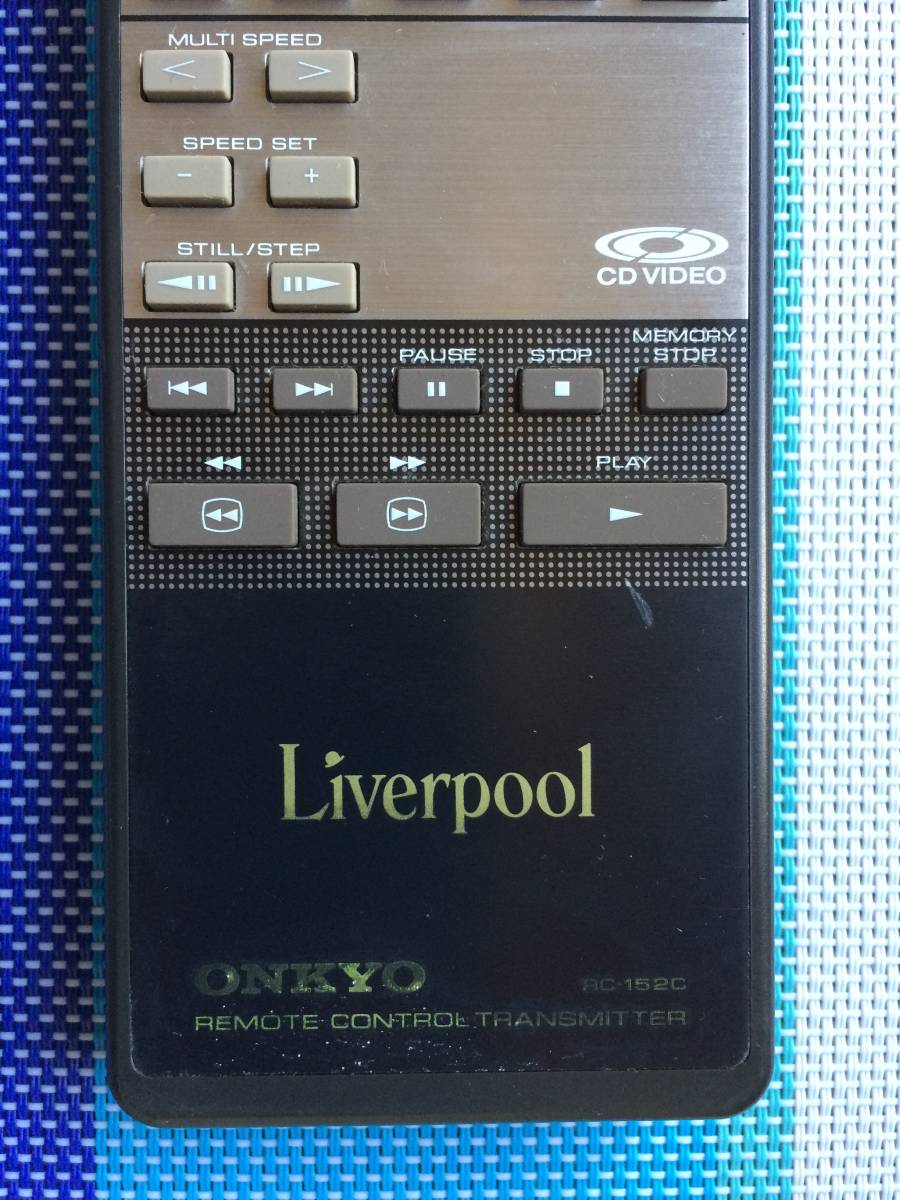 MULTI SPEED
< >
SPEED SET
- +
STILL/STEP
CD VIDEO
MEMORY
PAUSE STOP STOP
PLAY
Liverpool
ONKYO RC-152C
REMOTE CONTROL TRANSMITTER